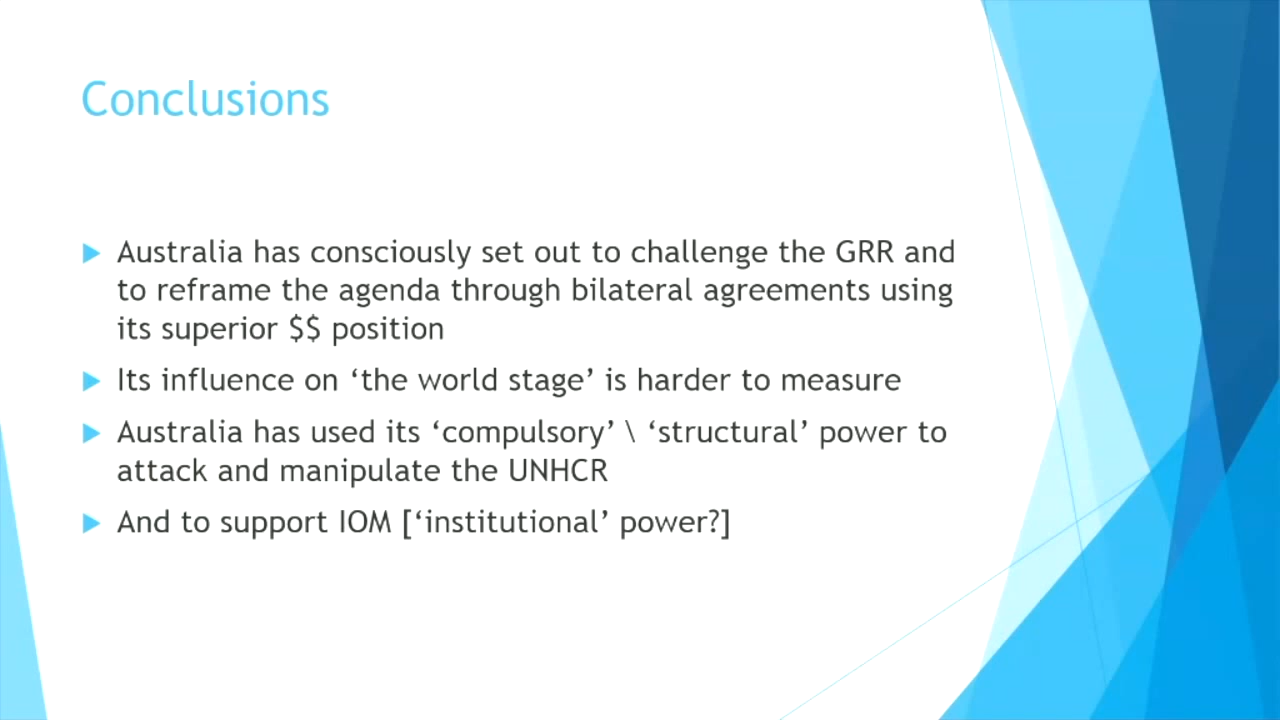 Conclusions
Australia has consciously set out to challenge the GRR and
to reframe the agenda through bilateral agreements using
its superior $$ position
Its influence on ‘the world stage’ is harder to measure
Australia has used its ‘compulsory’ \ ‘structural’ power to
attack and manipulate the UNHCR
And to support IOM [‘institutional’ power?]